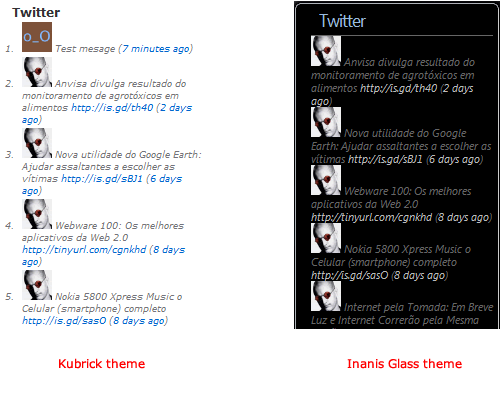 Twitter
o_O
1. Test mesage (7 minutes ago)
2. Anvisa divulga resultado do
monitoramento de agrotóxicos em
alimentos http://is.gd/th40 (2 days
ago)
3. Nova utilidade do Google Earth:
Ajudar assaltantes a escolher as
vítimas http://is.gd/sBJ1 (6 days
ago)
4. Webware 100: Os melhores
aplicativos da Web 2.0
http://tinyurl.com/cgnkhd (8 days
ago)
5. Nokia 5800 Xpress Music o
Celular (smartphone) completo
http://is.gd/sasO (8 days ago)
Kubrick theme
Twitter
Anvisa divulga resultado do
monitoramento de agrotóxicos em
alimentos http://is.gd/th40 (2 days
ago)
Nova utilidade do Google
Earth: Ajudar assaltantes a escolher as
vítimas http://is.gd/sBJ1 (6 days ago)
Webware 100: Os melhores
aplicativos da Web 2.0
http://tinyurl.com/cgnkhd (8 days ago)
Nokia 5800 Xpress Music o
Celular (smartphone) completo
http://is.gd/sasO (8 days ago)
Internet pela Tomada: Em Breve
Luz e Internet Correrão pela Mesma
Inanis Glass theme